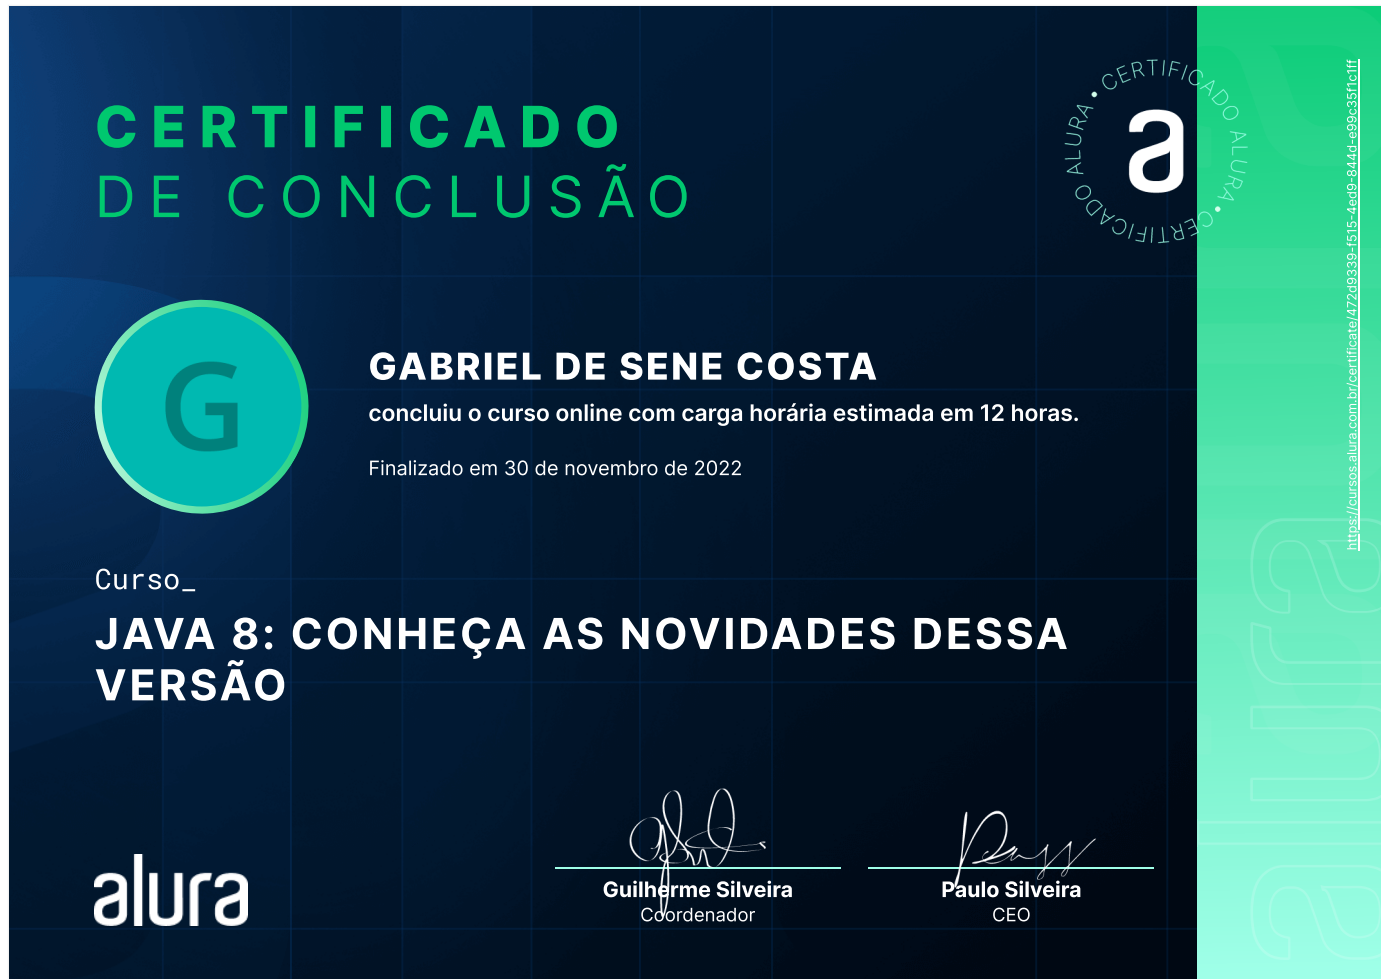 CERTIFICADO
DE CONCLUSÃO
CERTIFICADO ALURA • CERTIFICADO ALURA •
a
https://cursos.alura.com.br/certificate/472d9339-f515-4ed9-844d-e99c35f1c1ff
G
GABRIEL DE SENE COSTA
concluiu o curso online com carga horária estimada em 12 horas.
Finalizado em 30 de novembro de 2022
Curso_
JAVA 8: CONHEÇA AS NOVIDADES DESSA
VERSÃO
alura
Guilherme Silveira
Coordenador
Paulo Silveira
CEO
alura